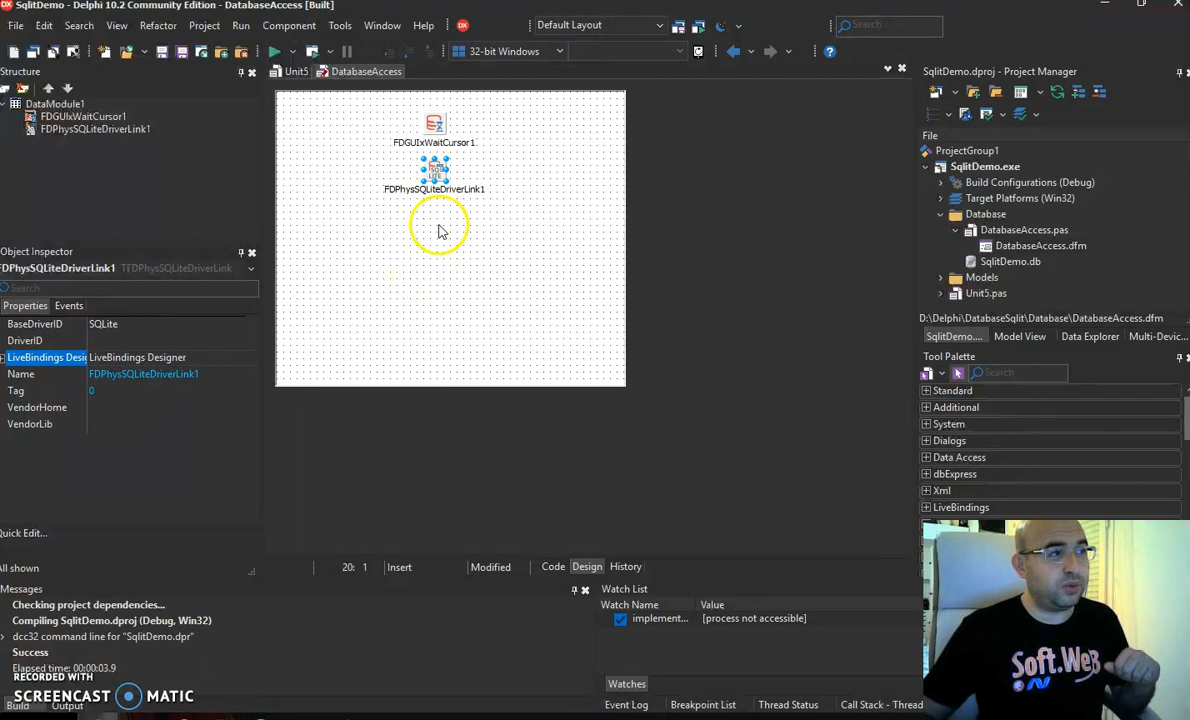 SqlitDemo - Delphi 10.2 Community Edition - DatabaseAccess [Built]
File Edit Search View Refactor Project Run Component Tools Window Help Default Layout Search
32-bit Windows
Structure
Unit5 DatabaseAccess
DataModule1
FDGUIxWaitCursor1
FDPhysSQLiteDriverLink1
FDGUIxWaitCursor1
FDPhysSQLiteDriverLink1
Object Inspector
FDPhysSQLiteDriverLink1 TFDPhysSQLiteDriverLink
Search
Properties Events
BaseDriverID SQLite
DriverID
LiveBindings Desi LiveBindings Designer
Name FDPhysSQLiteDriverLink1
Tag 0
VendorHome
VendorLib
Quick Edit...
All shown
20: 1 Insert Modified Code Design History
SqlitDemo.dproj - Project Manager
File
ProjectGroup1
SqlitDemo.exe
Build Configurations (Debug)
Target Platforms (Win32)
Database
DatabaseAccess.pas
DatabaseAccess.dfm
SqlitDemo.db
Models
Unit5.pas
D:\Delphi\DatabaseSqlit\Database\DatabaseAccess.dfm
SqlitDemo.... Model View Data Explorer Multi-Devic...
Tool Palette
Search
Standard
Additional
System
Dialogs
Data Access
dbExpress
Xml
LiveBindings
Messages
Checking project dependencies...
Compiling SqlitDemo.dproj (Debug, Win32)
dcc32 command line for "SqlitDemo.dpr"
Success
Elapsed time: 00:00:03.9
Build Output
Watch List
Watch Name Value
implement... [process not accessible]
Watches
Event Log Breakpoint List Thread Status Call Stack - Thread
RECORDED WITH
SCREENCAST MATIC
Soft.We3